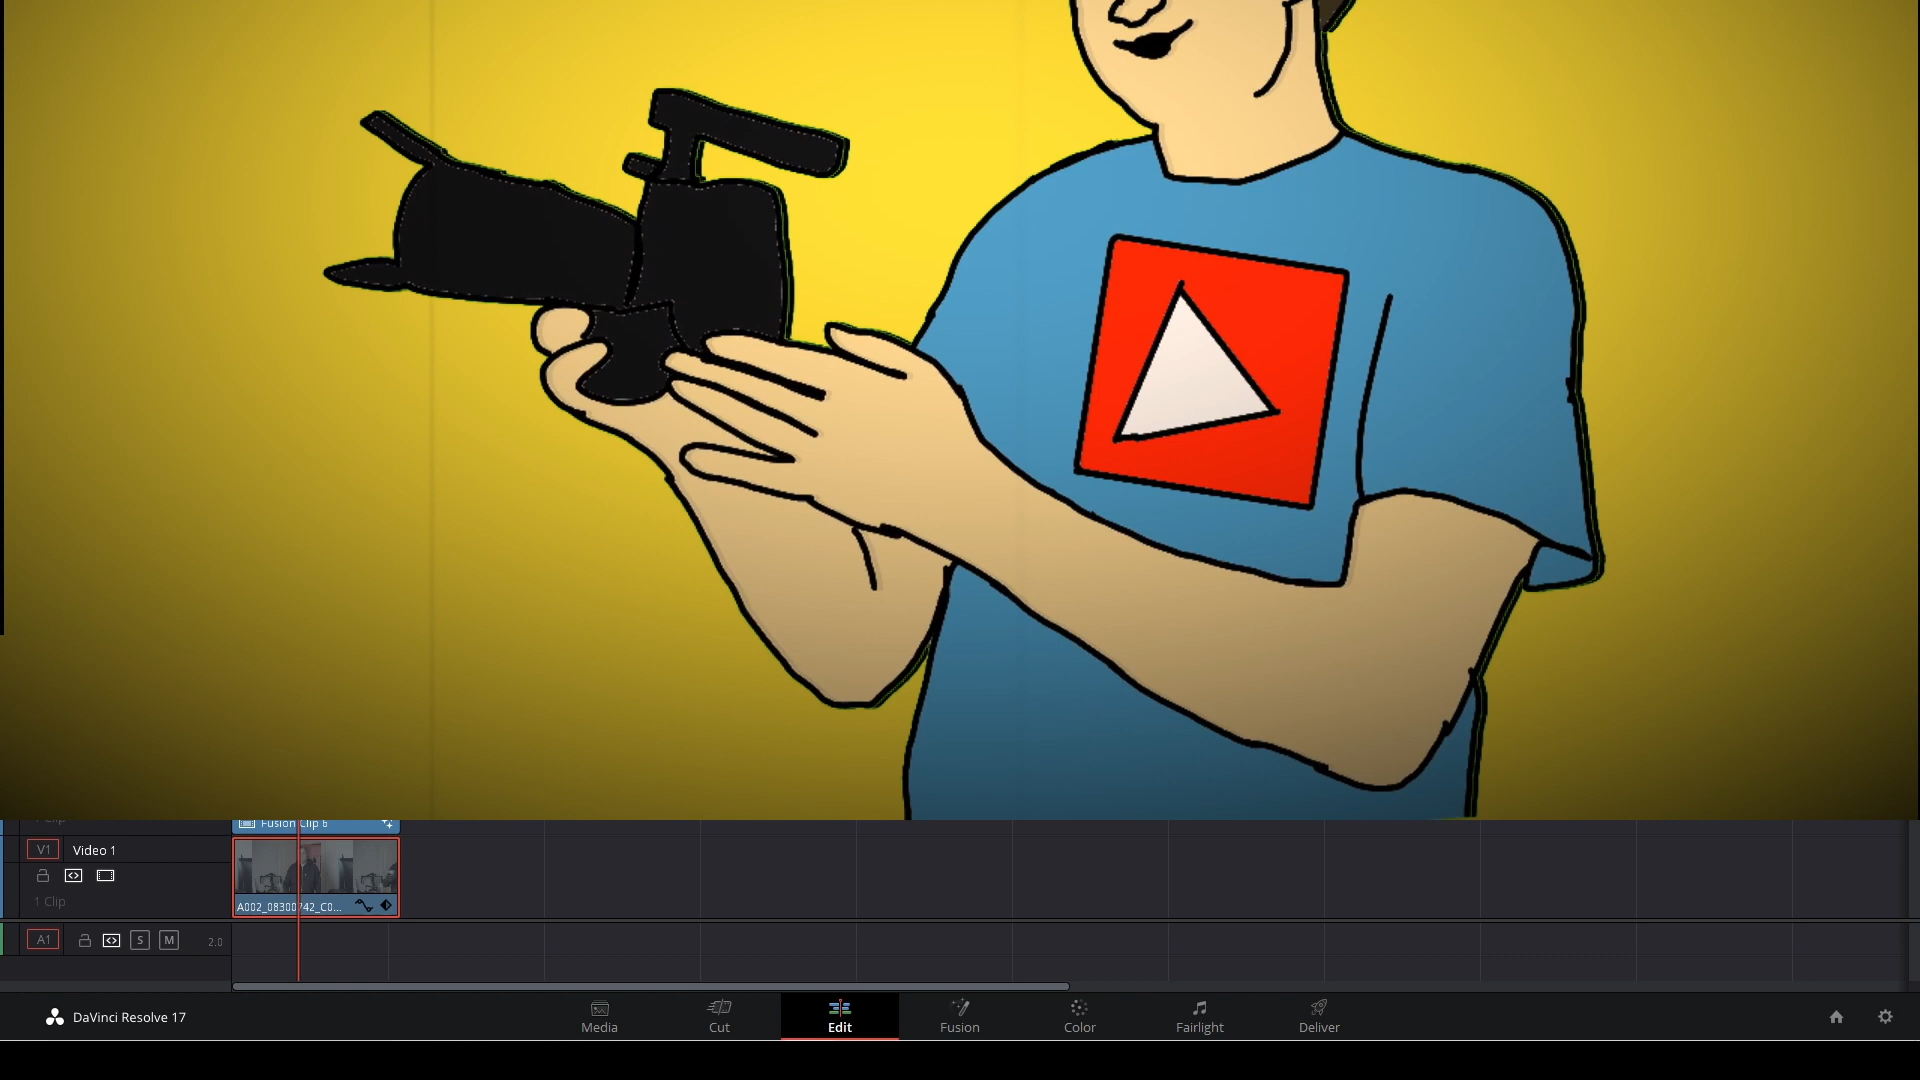 Fusion Clip 6
V1 Video 1
1 Clip
A002_08300742_C0...
A1 S M 2.0
DaVinci Resolve 17
Media Cut Edit Fusion Color Fairlight Deliver